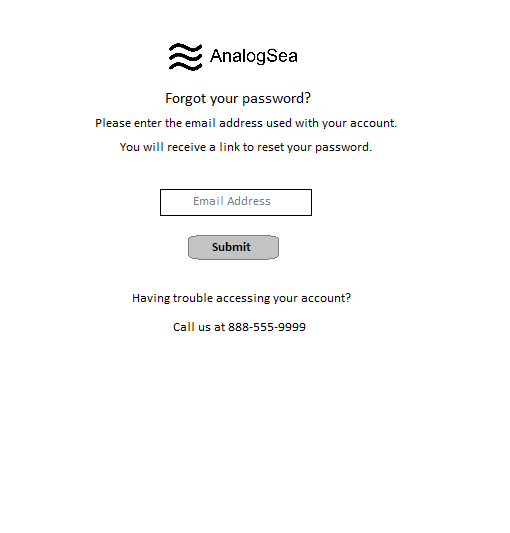 AnalogSea
Forgot your password?
Please enter the email address used with your account.
You will receive a link to reset your password.
Email Address
Submit
Having trouble accessing your account?
Call us at 888-555-9999